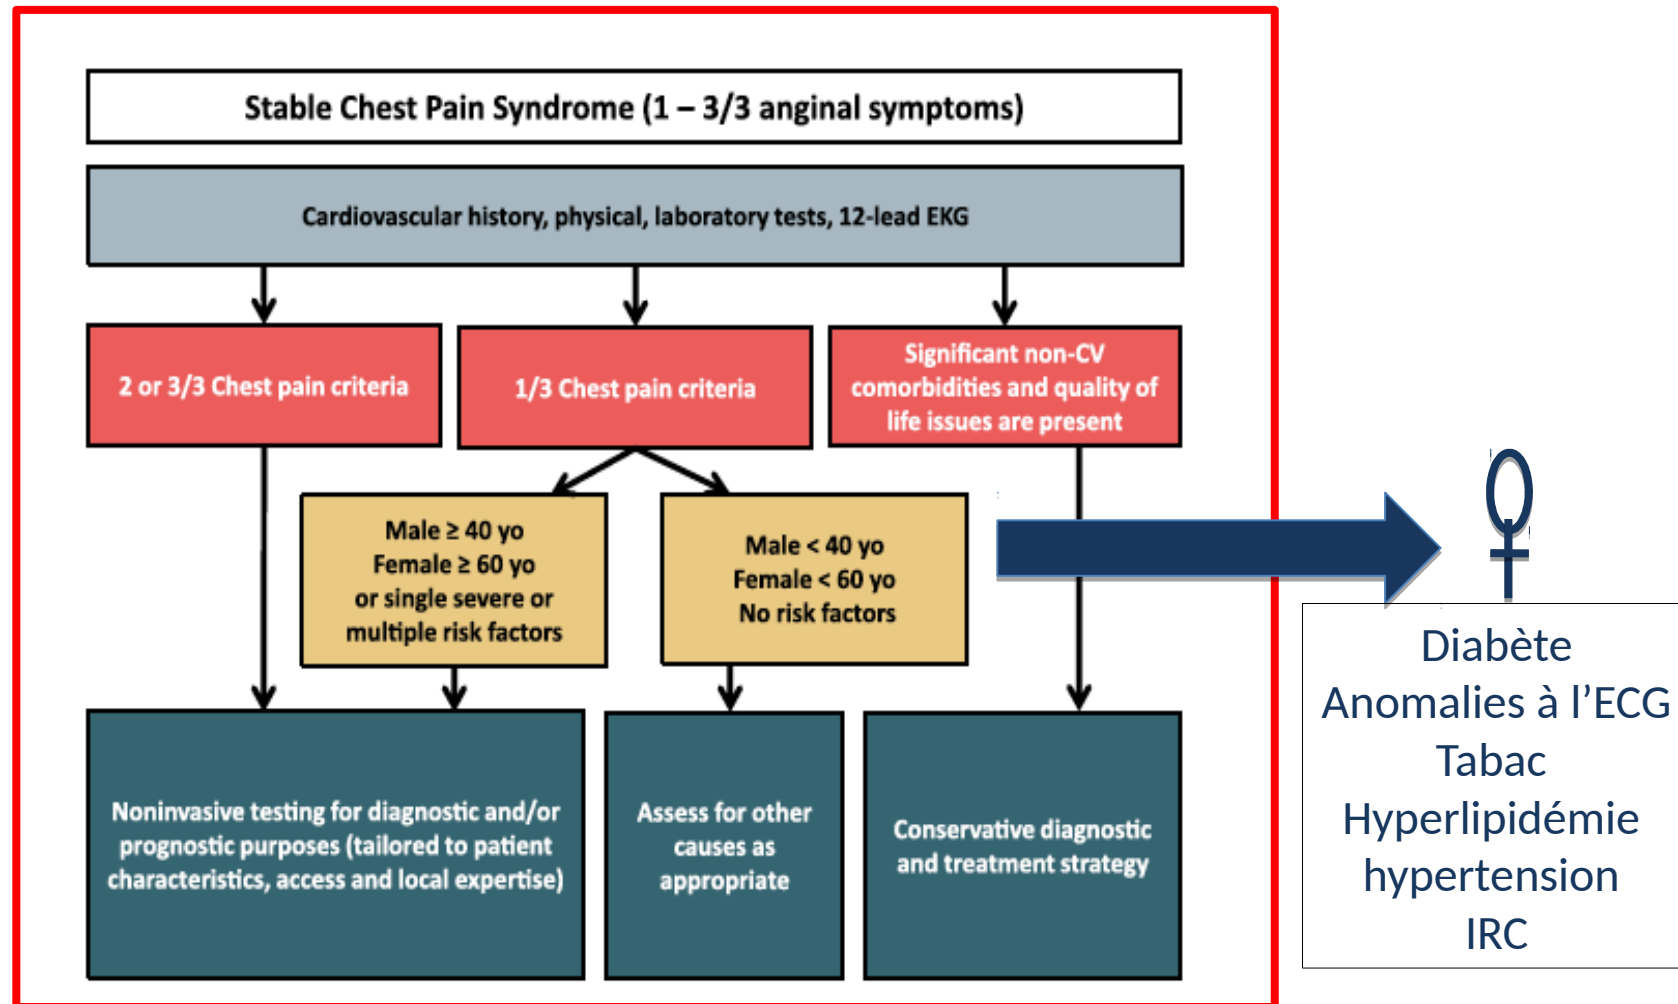 Stable Chest Pain Syndrome (1 – 3/3 anginal symptoms)
Cardiovascular history, physical, laboratory tests, 12-lead EKG
2 or 3/3 Chest pain criteria
1/3 Chest pain criteria
Significant non-CV
comorbidities and quality of
life issues are present
Male ≥ 40 yo
Female ≥ 60 yo
or single severe or
multiple risk factors
Male < 40 yo
Female < 60 yo
No risk factors
Noninvasive testing for diagnostic and/or
prognostic purposes (tailored to patient
characteristics, access and local expertise)
Assess for other
causes as
appropriate
Conservative diagnostic
and treatment strategy
♀
Diabète
Anomalies à l’ECG
Tabac
Hyperlipidémie
hypertension
IRC